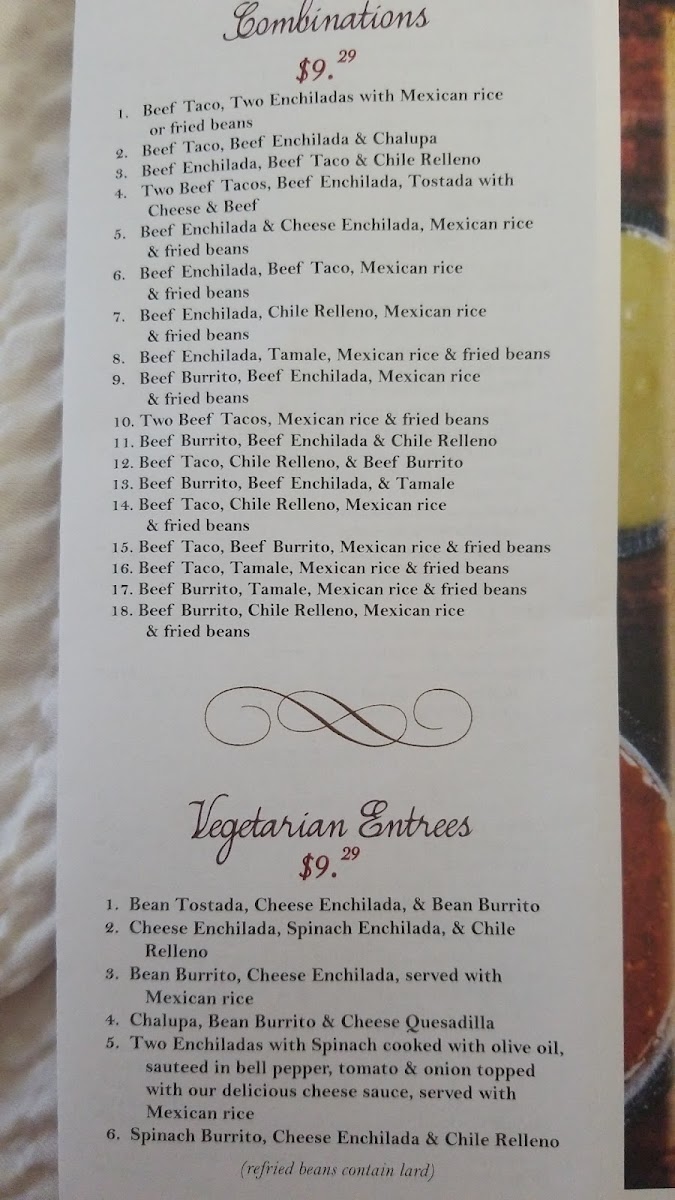 Combinations
$9.29
1. Beef Taco, Two Enchiladas with Mexican rice
or fried beans
2. Beef Taco, Beef Enchilada & Chalupa
3. Beef Enchilada, Beef Taco & Chile Relleno
4. Two Beef Tacos, Beef Enchilada, Tostada with
Cheese & Beef
5. Beef Enchilada & Cheese Enchilada, Mexican rice
& fried beans
6. Beef Enchilada, Beef Taco, Mexican rice
& fried beans
7. Beef Enchilada, Chile Relleno, Mexican rice
& fried beans
8. Beef Enchilada, Tamale, Mexican rice & fried beans
9. Beef Burrito, Beef Enchilada, Mexican rice
& fried beans
10. Two Beef Tacos, Mexican rice & fried beans
11. Beef Burrito, Beef Enchilada & Chile Relleno
12. Beef Taco, Chile Relleno, & Beef Burrito
13. Beef Burrito, Beef Enchilada, & Tamale
14. Beef Taco, Chile Relleno, Mexican rice
& fried beans
15. Beef Taco, Beef Burrito, Mexican rice & fried beans
16. Beef Taco, Tamale, Mexican rice & fried beans
17. Beef Burrito, Tamale, Mexican rice & fried beans
18. Beef Burrito, Chile Relleno, Mexican rice
& fried beans
Vegetarian Entrees
$9.29
1. Bean Tostada, Cheese Enchilada, & Bean Burrito
2. Cheese Enchilada, Spinach Enchilada, & Chile
Relleno
3. Bean Burrito, Cheese Enchilada, served with
Mexican rice
4. Chalupa, Bean Burrito & Cheese Quesadilla
5. Two Enchiladas with Spinach cooked with olive oil,
sauteed in bell pepper, tomato & onion topped
with our delicious cheese sauce, served with
Mexican rice
6. Spinach Burrito, Cheese Enchilada & Chile Relleno
(refried beans contain lard)